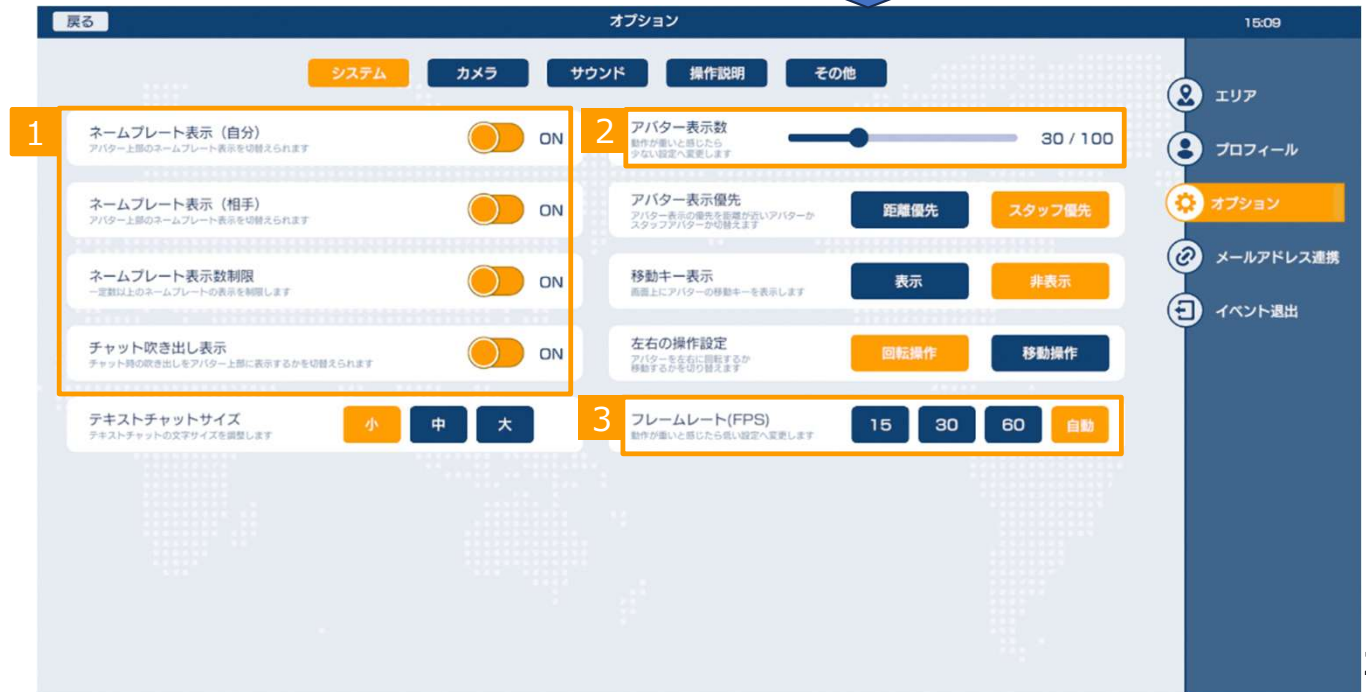 戻る
オプション
15:09
システム
カメラ
サウンド
操作説明
その他
1
ネームプレート表示（自分）
アバター上部のネームプレート表示を切替えられます
ON
ネームプレート表示（相手）
アバター上部のネームプレート表示を切替えられます
ON
ネームプレート表示数制限
一定数以上のネームプレートの表示を制限します
ON
チャット吹き出し表示
チャット時の吹き出しをアバター上部に表示するかを切替えられます
ON
テキストチャットサイズ
テキストチャットの文字サイズを調整します
小
中
大
2
アバター表示数
動作が重いと感じたら
少ない設定へ変更します
30 / 100
アバター表示優先
アバター表示の優先を距離が近いアバターか
スタッフアバターか切替えます
距離優先
スタッフ優先
移動キー表示
画面上にアバターの移動キーを表示します
表示
非表示
左右の操作設定
アバターを左右に回転するか
移動するかを切り替えます
回転操作
移動操作
3
フレームレート(FPS)
動作が重いと感じたら低い設定へ変更します
15
30
60
自動
エリア
プロフィール
オプション
メールアドレス連携
イベント退出